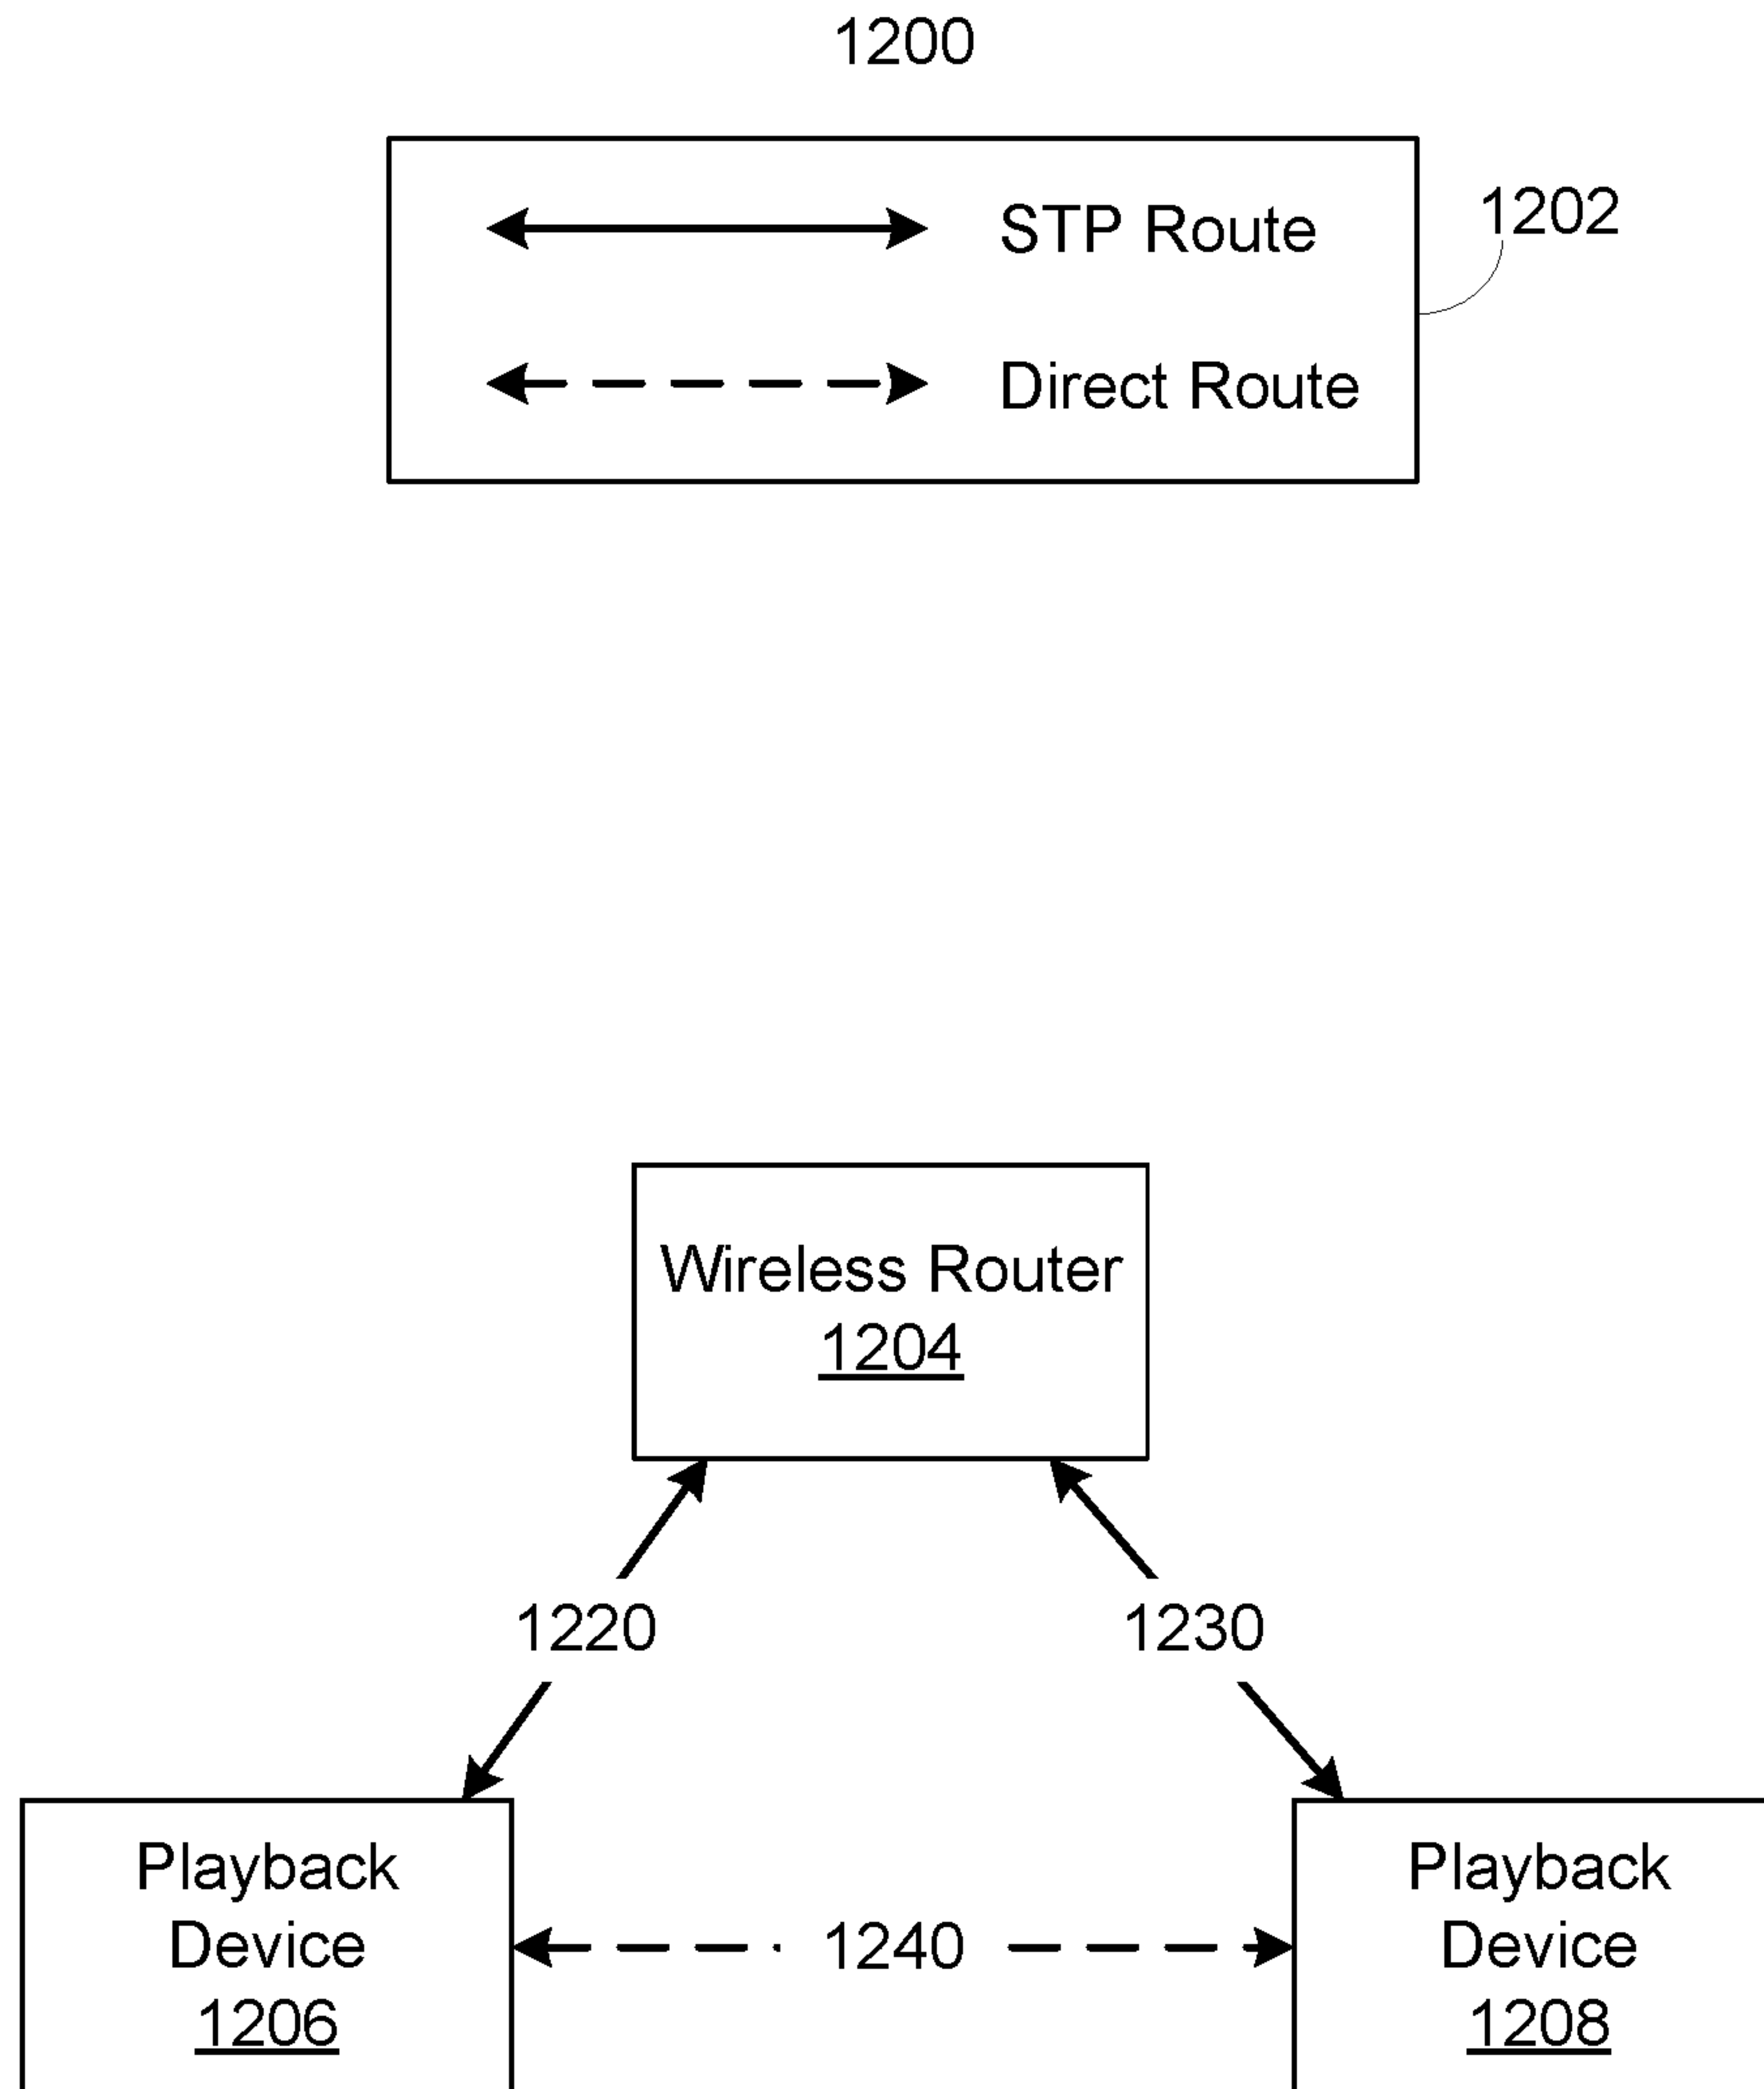 1200
STP Route
1202
Direct Route
Wireless Router
1204
1220
1230
Playback
Device
1206
1240
Playback
Device
1208